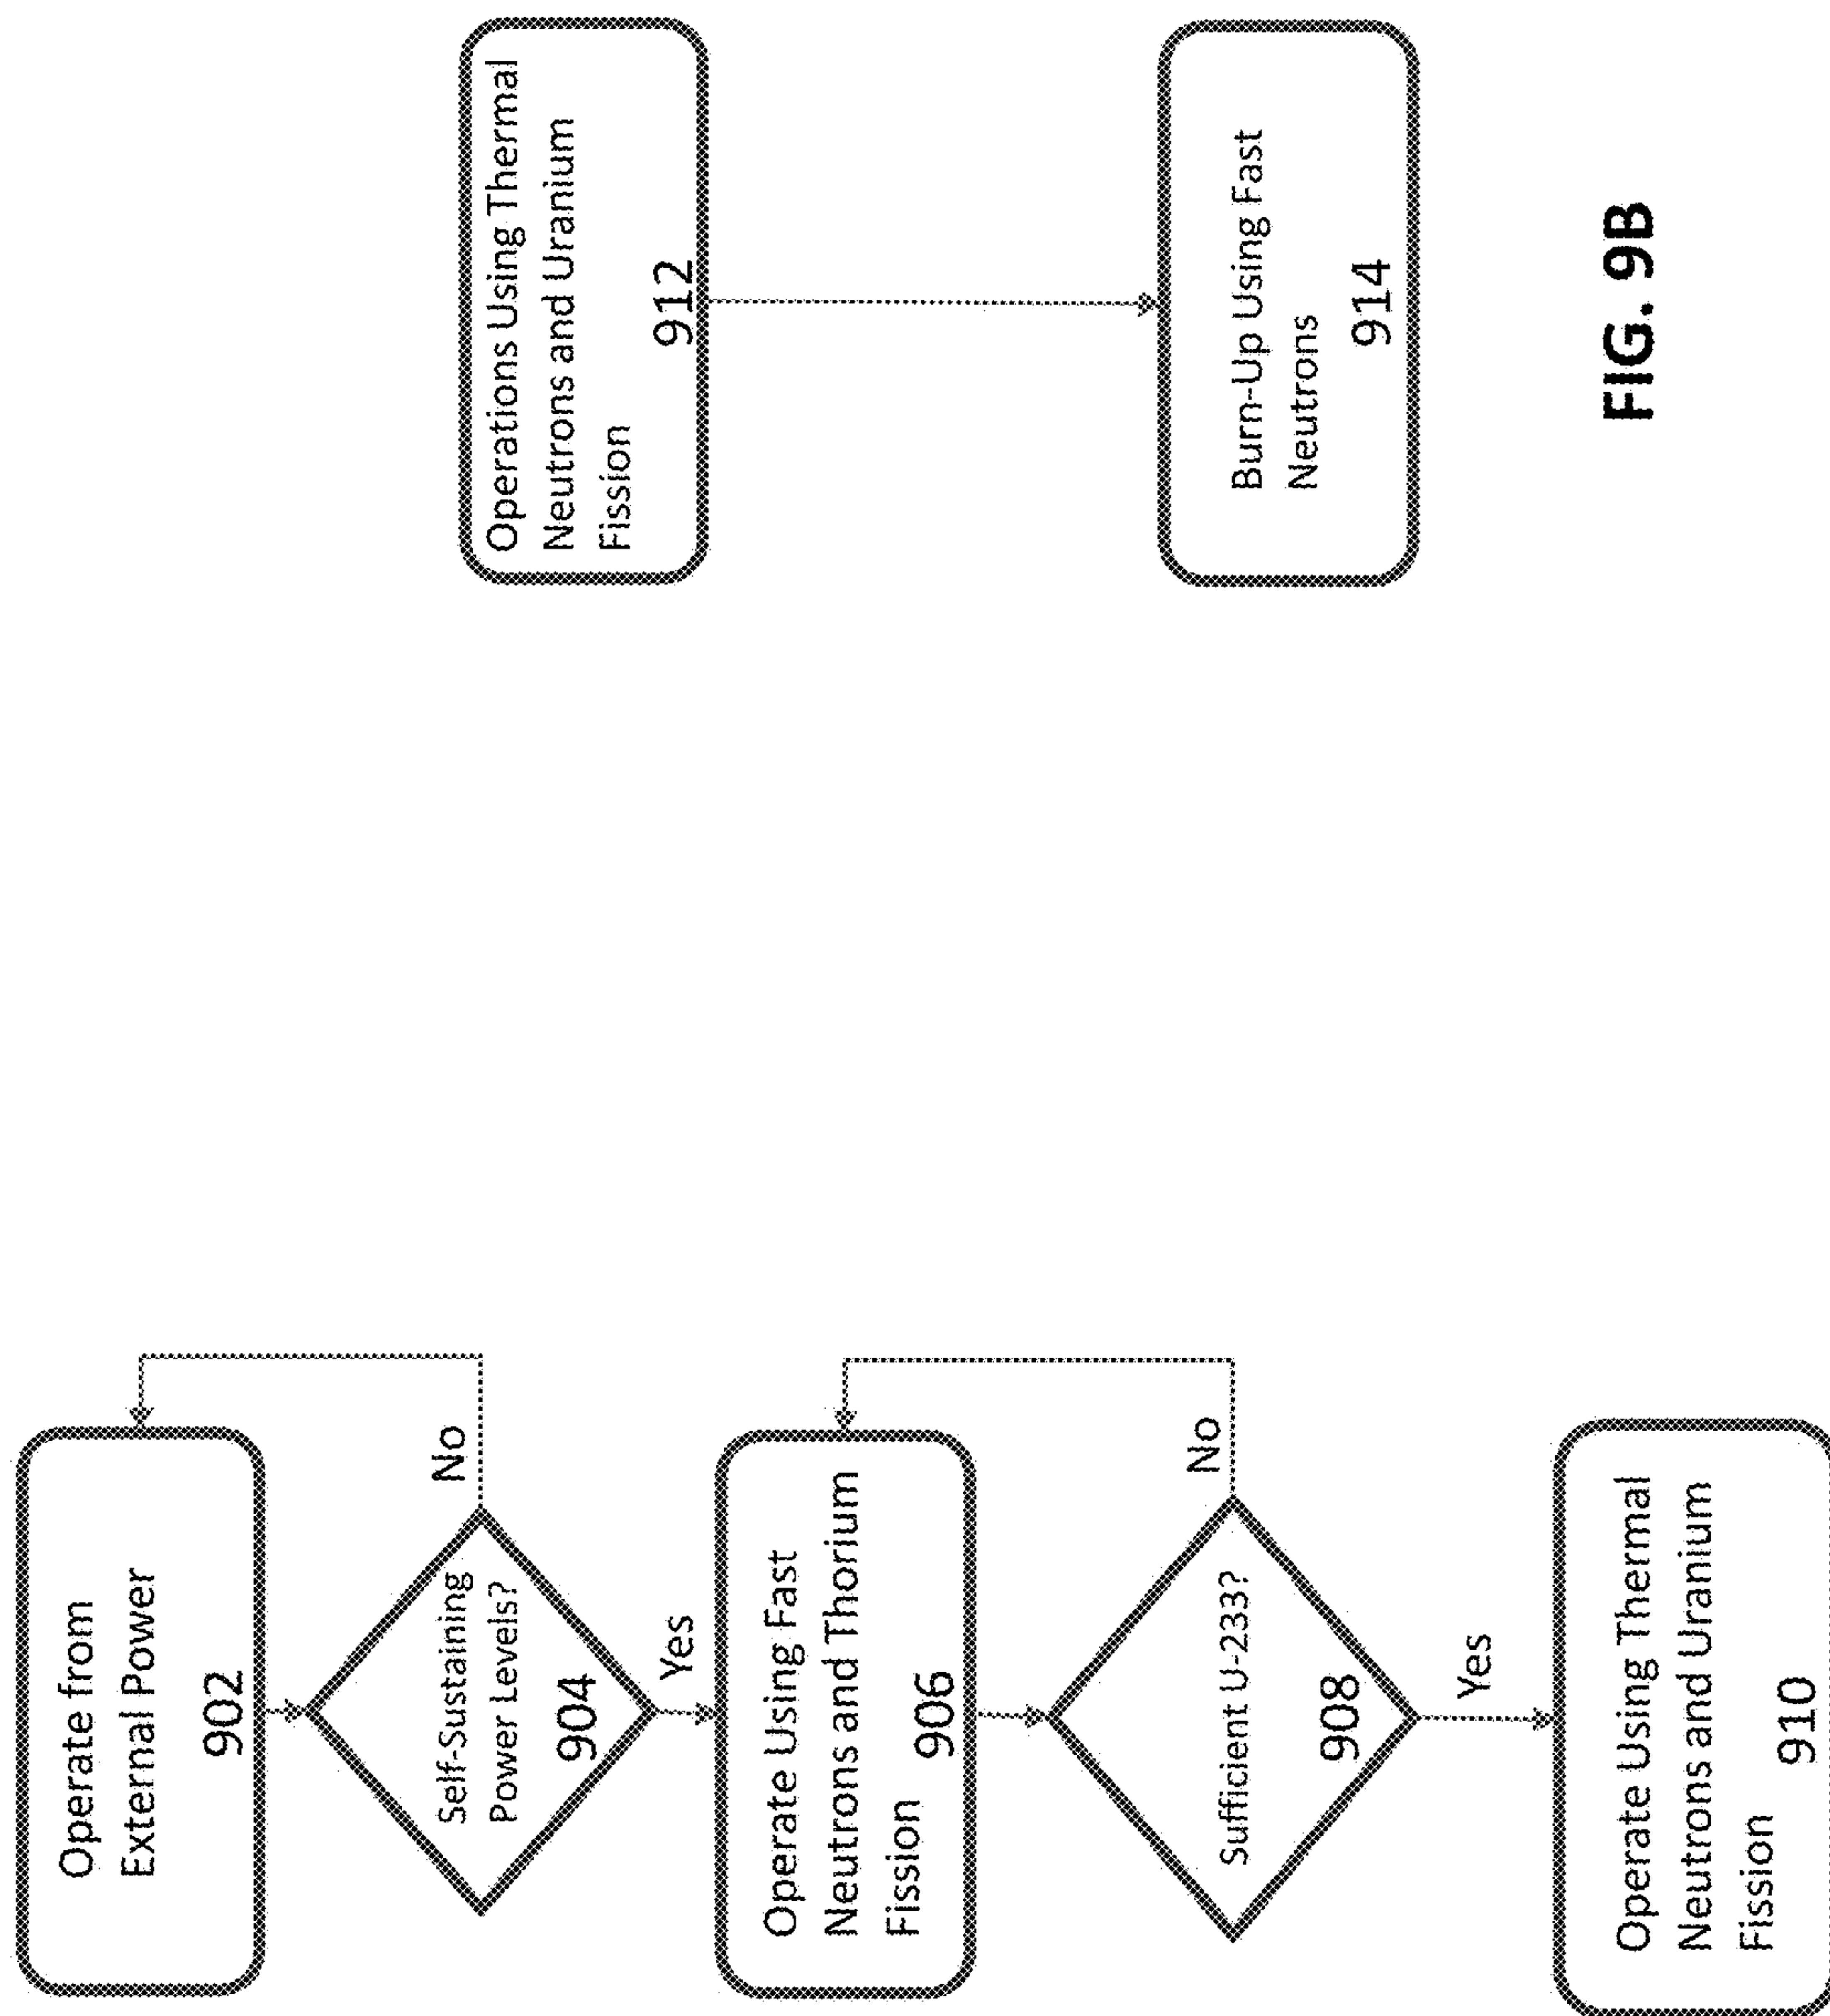 Operate from
External Power
902
Self-Sustaining
Power Levels?
904
No
Yes
Operate Using Fast
Neutrons and Thorium
Fission
906
Sufficient U-233?
908
No
Yes
Operate Using Thermal
Neutrons and Uranium
Fission
910
Operations Using Thermal
Neutrons and Uranium
Fission
912
Burn-Up Using Fast
Neutrons
914
FIG. 9B